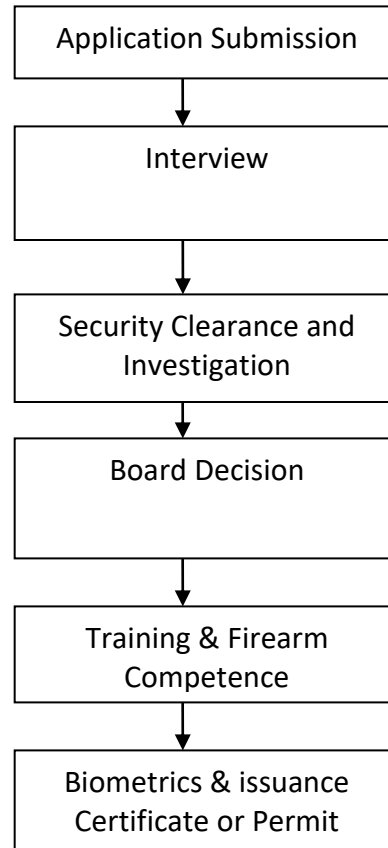 Application Submission
Interview
Security Clearance and
Investigation
Board Decision
Training & Firearm
Competence
Biometrics & issuance
Certificate or Permit